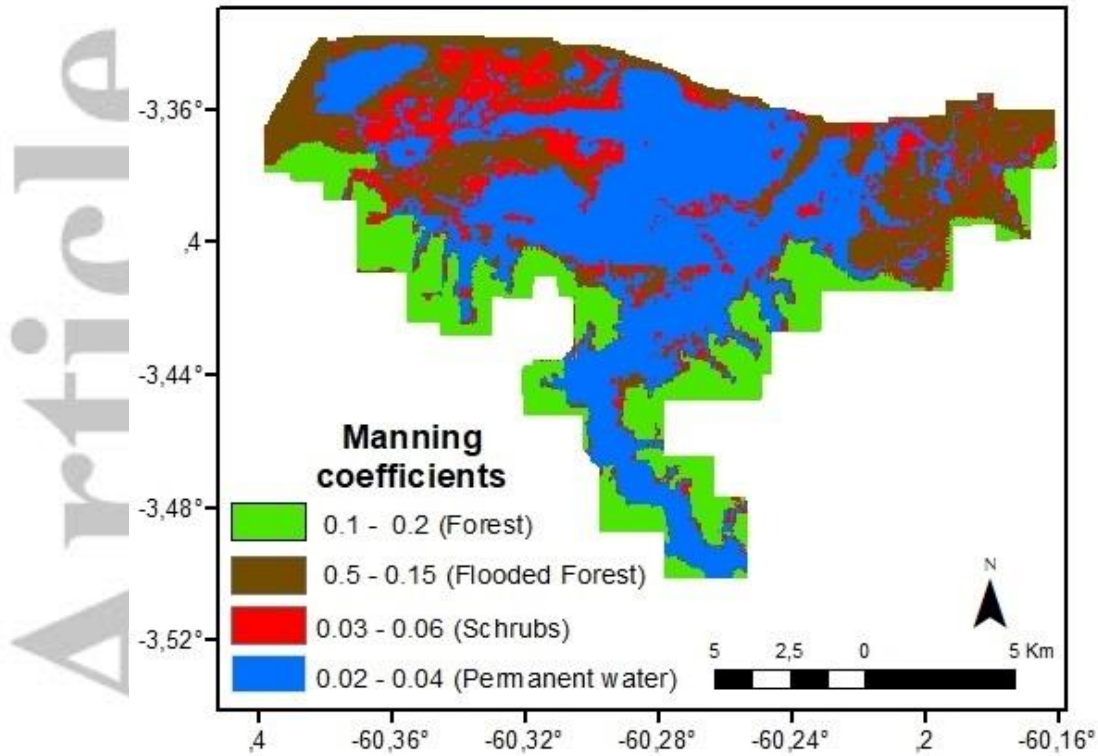 Article
-3,36°
,4
-3,44°
-3,48°
-3,52°
Manning
coefficients
0.1 - 0.2 (Forest)
0.5 - 0.15 (Flooded Forest)
0.03 - 0.06 (Schrubs)
0.02 - 0.04 (Permanent water)
N
5 2,5 0 5 Km
,4 -60,36° -60,32° -60,28° -60,24° ,2 -60,16°